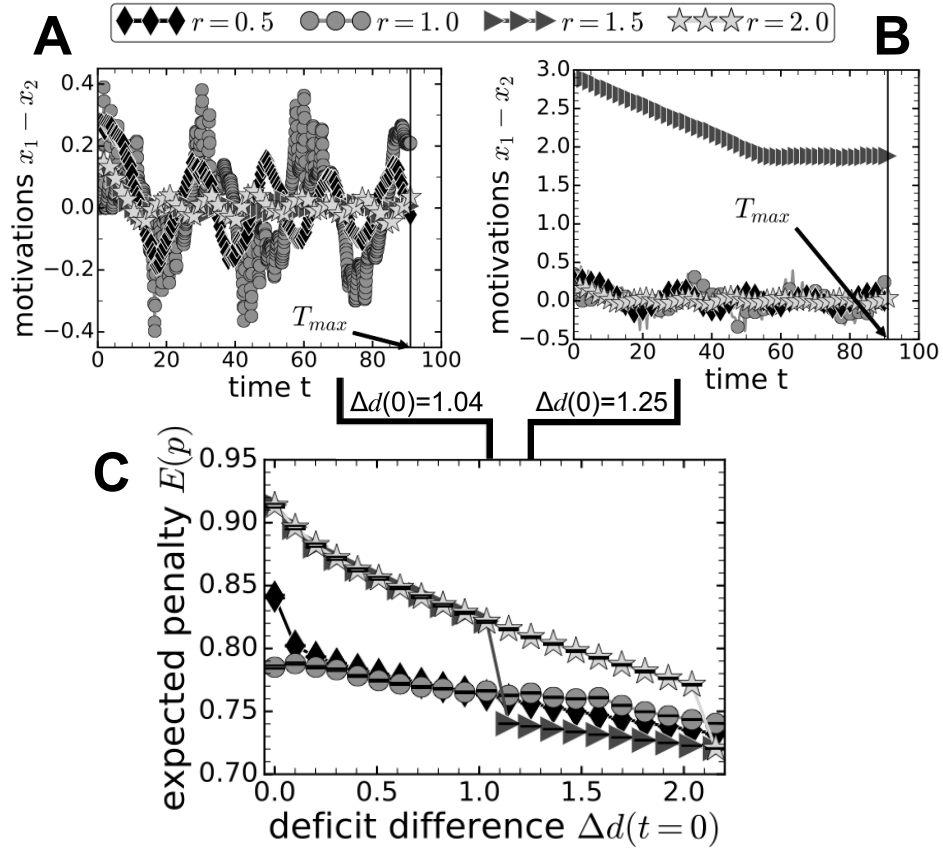 r = 0.5 r = 1.0 r = 1.5 r = 2.0
A
B
motivations x₁ − x₂
0.4
0.2
0.0
−0.2
−0.4
T_max
0 20 40 60 80 100
time t
motivations x₁ − x₂
3.0
2.5
2.0
1.5
1.0
0.5
0.0
−0.5
T_max
0 20 40 60 80 100
time t
Δd(0)=1.04
Δd(0)=1.25
C
expected penalty E(p)
0.95
0.90
0.85
0.80
0.75
0.70
0.0 0.5 1.0 1.5 2.0
deficit difference Δd(t = 0)